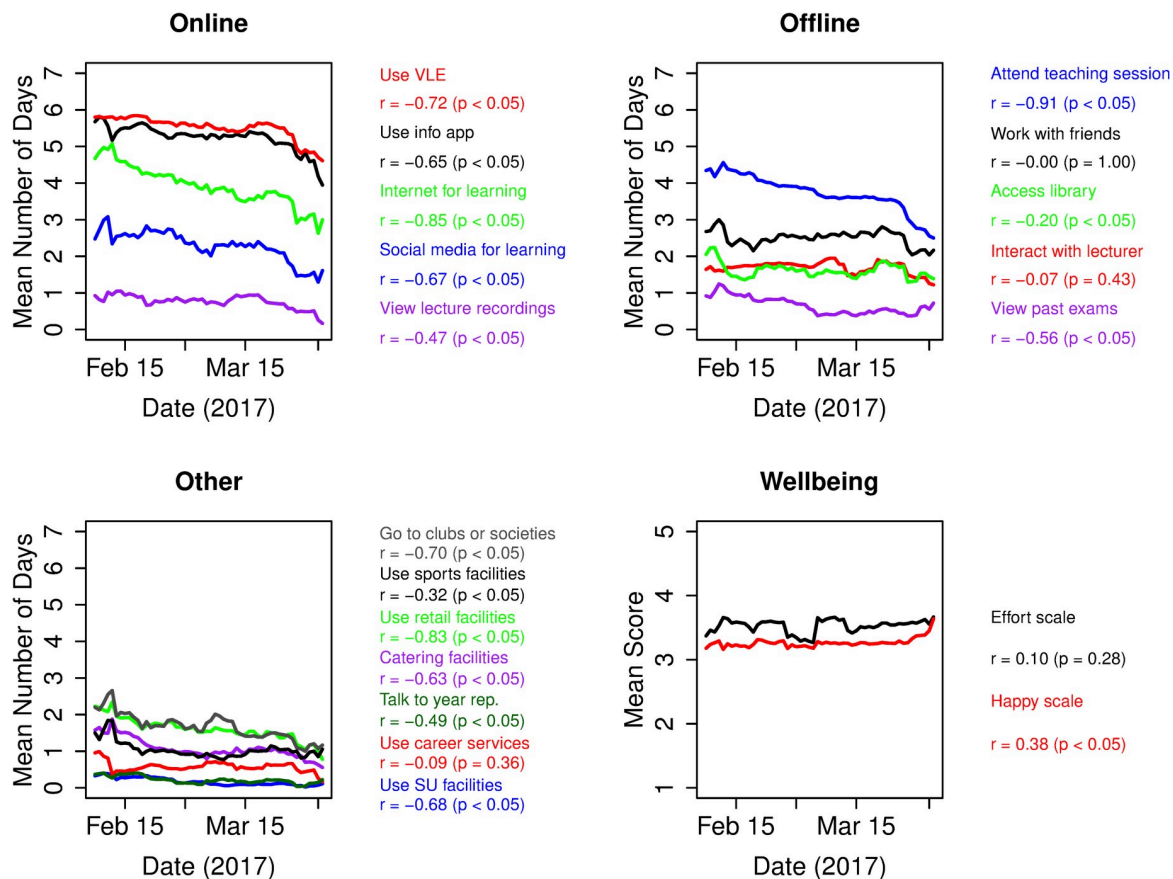 Online
Mean Number of Days
7
6
5
4
3
2
1
0
Feb 15
Mar 15
Date (2017)
Use VLE
r = −0.72 (p < 0.05)
Use info app
r = −0.65 (p < 0.05)
Internet for learning
r = −0.85 (p < 0.05)
Social media for learning
r = −0.67 (p < 0.05)
View lecture recordings
r = −0.47 (p < 0.05)
Offline
Mean Number of Days
7
6
5
4
3
2
1
0
Feb 15
Mar 15
Date (2017)
Attend teaching session
r = −0.91 (p < 0.05)
Work with friends
r = −0.00 (p = 1.00)
Access library
r = −0.20 (p < 0.05)
Interact with lecturer
r = −0.07 (p = 0.43)
View past exams
r = −0.56 (p < 0.05)
Other
Mean Number of Days
7
6
5
4
3
2
1
0
Feb 15
Mar 15
Date (2017)
Go to clubs or societies
r = −0.70 (p < 0.05)
Use sports facilities
r = −0.32 (p < 0.05)
Use retail facilities
r = −0.83 (p < 0.05)
Catering facilities
r = −0.63 (p < 0.05)
Talk to year rep.
r = −0.49 (p < 0.05)
Use career services
r = −0.09 (p = 0.36)
Use SU facilities
r = −0.68 (p < 0.05)
Wellbeing
Mean Score
5
4
3
2
1
Feb 15
Mar 15
Date (2017)
Effort scale
r = 0.10 (p = 0.28)
Happy scale
r = 0.38 (p < 0.05)